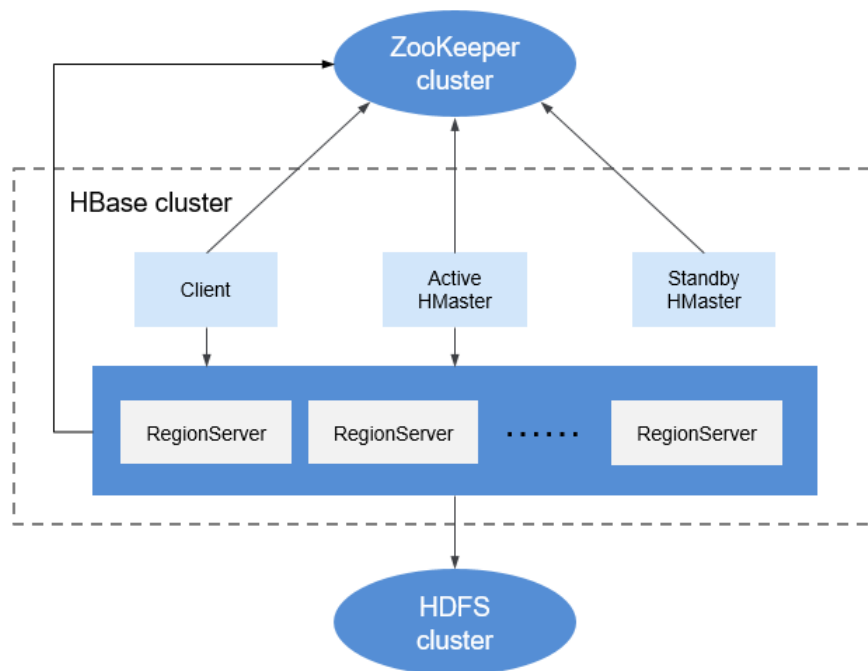 ZooKeeper
cluster
HBase cluster
Client
Active
HMaster
Standby
HMaster
RegionServer
RegionServer
......
RegionServer
HDFS
cluster